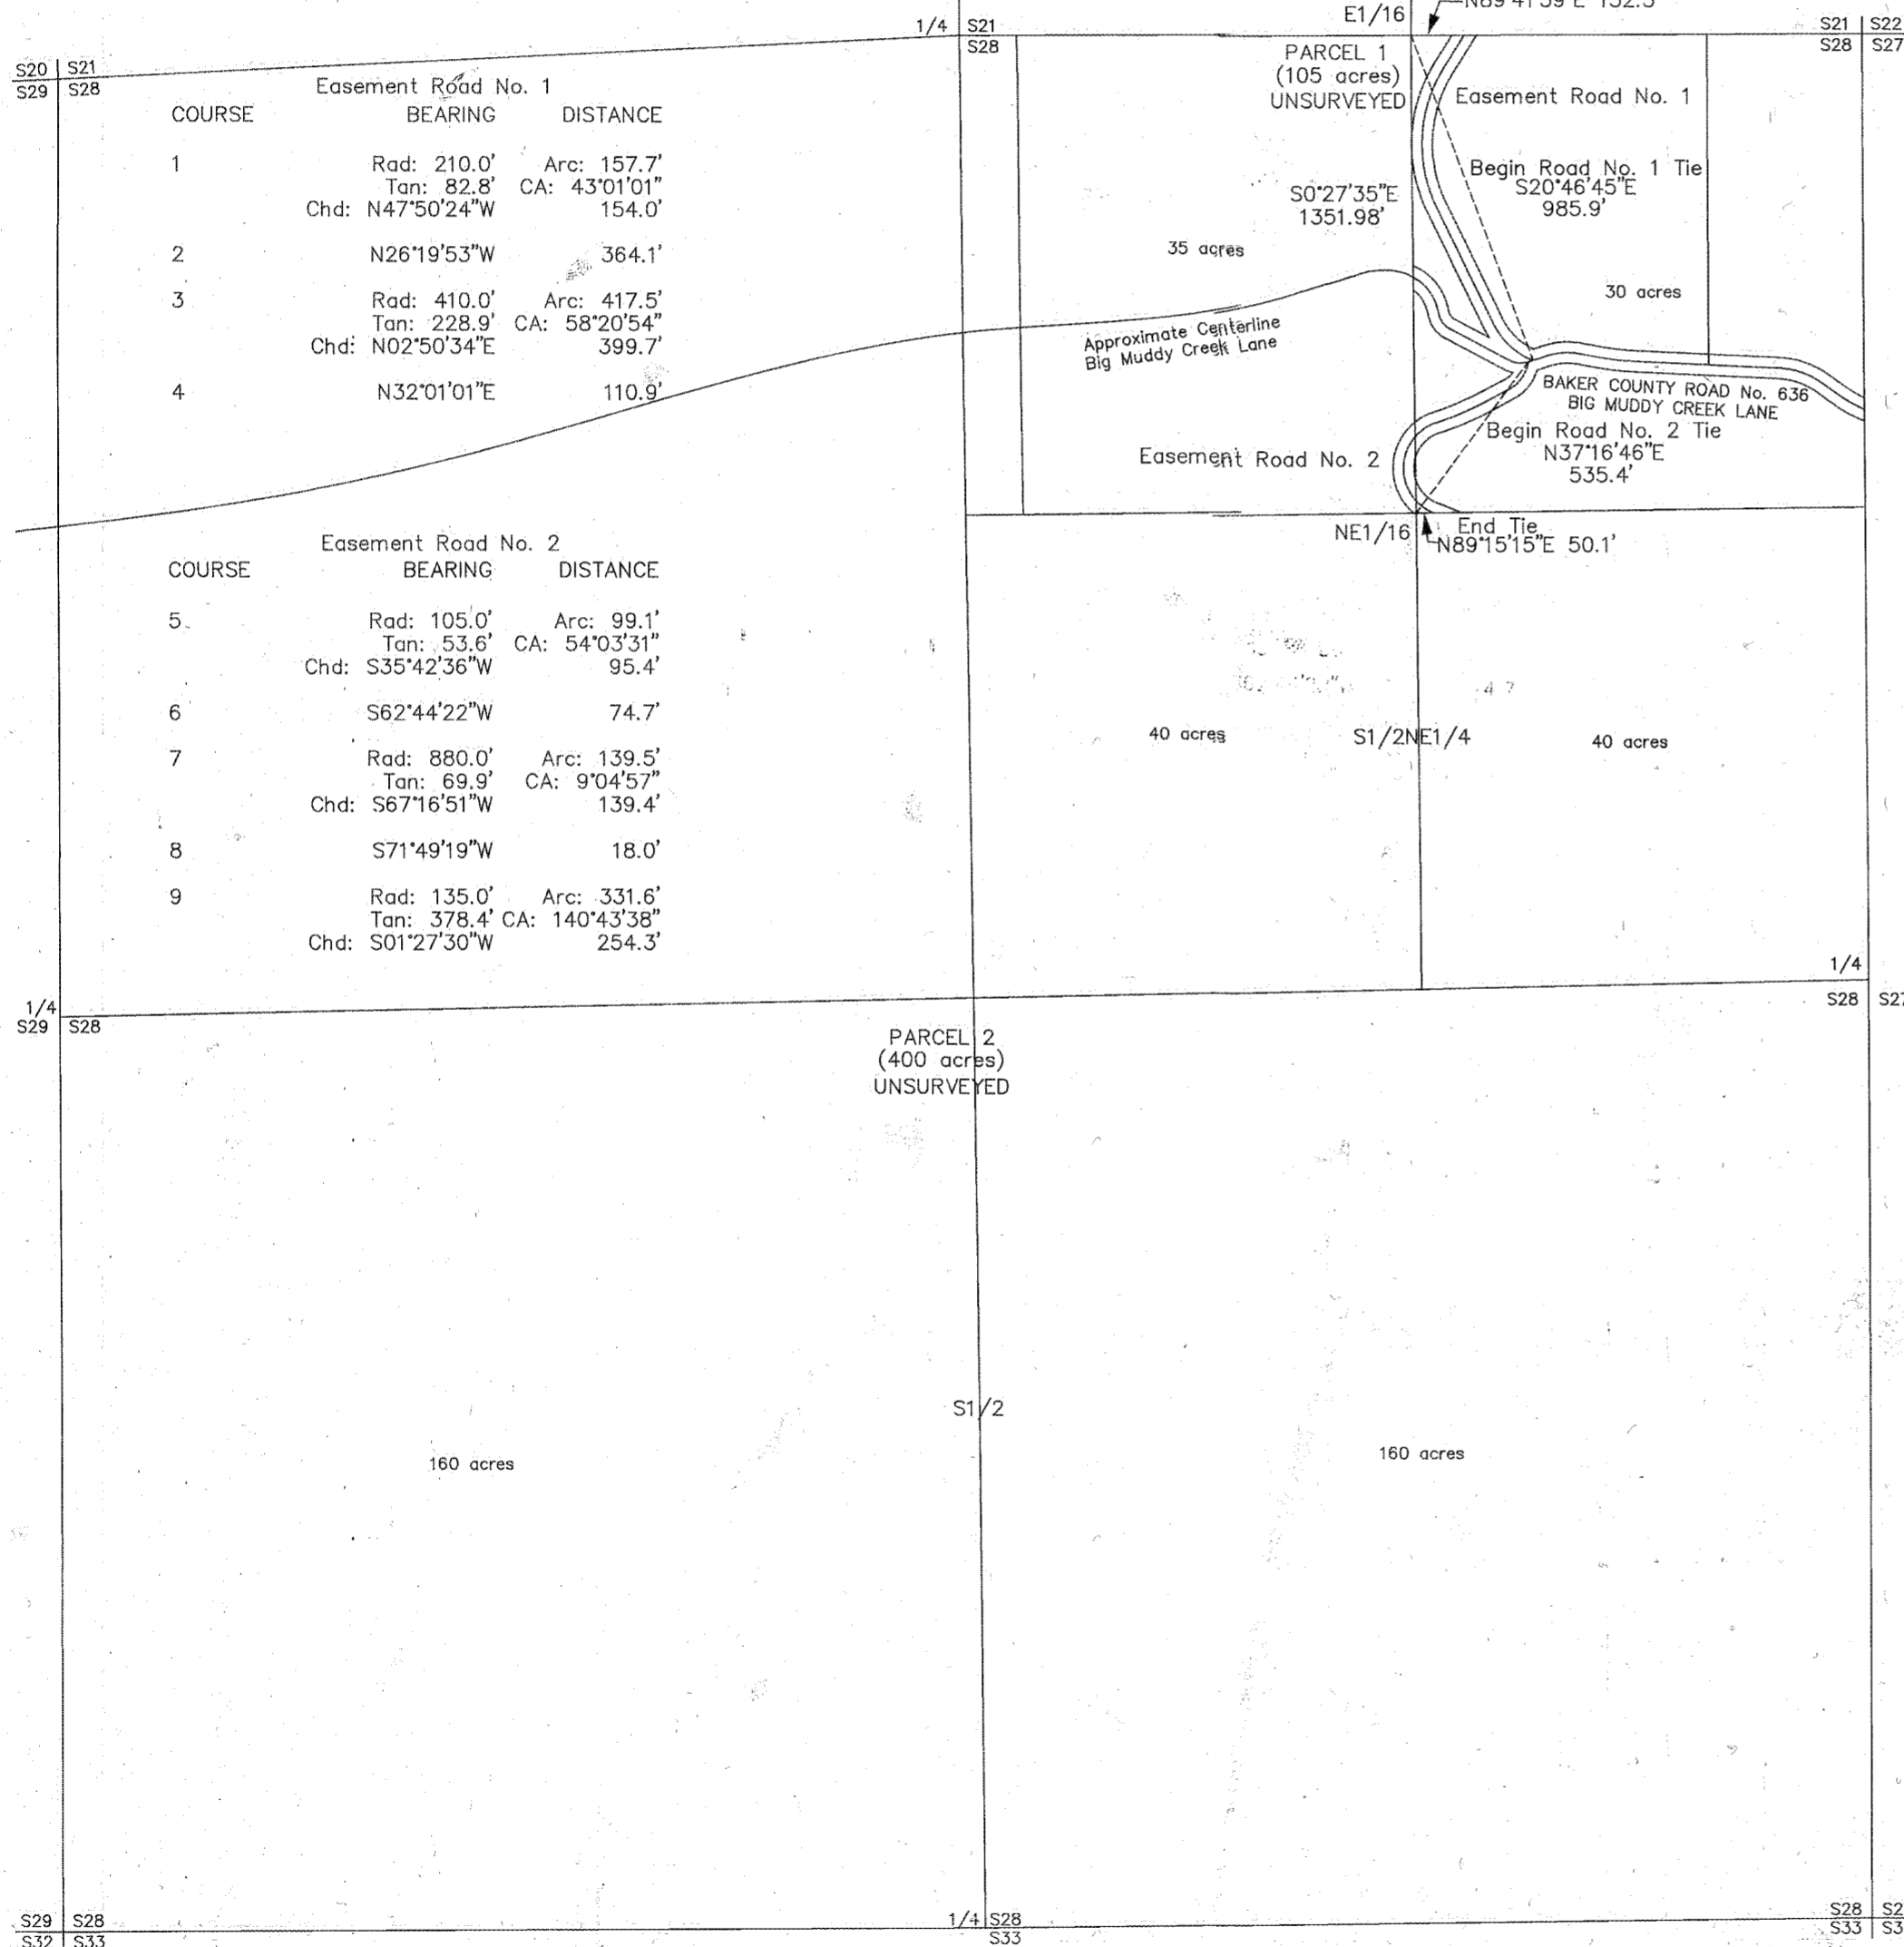 E1/16
1/4 S21
S28
S21 S22
S28 S27
S20 S21
S29 S28
Easement Road No. 1
COURSE BEARING DISTANCE
1 Rad: 210.0' Arc: 157.7'
Tan: 82.8' CA: 43°01'01"
Chd: N47°50'24"W 154.0'
2 N26°19'53"W 364.1'
3 Rad: 410.0' Arc: 417.5'
Tan: 228.9' CA: 58°20'54"
Chd: N02°50'34"E 399.7'
4 N32°01'01"E 110.9'
PARCEL 1
(105 acres)
UNSURVEYED
Easement Road No. 1
Begin Road No. 1 Tie
S20°46'45"E
985.9'
S0°27'35"E
1351.98'
35 acres
30 acres
Approximate Centerline
Big Muddy Creek Lane
BAKER COUNTY ROAD No. 636
BIG MUDDY CREEK LANE
Begin Road No. 2 Tie
N37°16'46"E
535.4'
Easement Road No. 2
NE1/16
End Tie
N89°15'15"E 50.1'
Easement Road No. 2
COURSE BEARING DISTANCE
5 Rad: 105.0' Arc: 99.1'
Tan: 53.6' CA: 54°03'31"
Chd: S35°42'36"W 95.4'
6 S62°44'22"W 74.7'
7 Rad: 880.0' Arc: 139.5'
Tan: 69.9' CA: 9°04'57"
Chd: S67°16'51"W 139.4'
8 S71°49'19"W 18.0'
9 Rad: 135.0' Arc: 331.6'
Tan: 378.4' CA: 140°43'38"
Chd: S01°27'30"W 254.3'
40 acres S1/2NE1/4 40 acres
1/4
S28 S27
1/4
S29 S28
PARCEL 2
(400 acres)
UNSURVEYED
S1/2
160 acres
160 acres
S29 S28
S32 S33
1/4 S28
S33
S28
S33